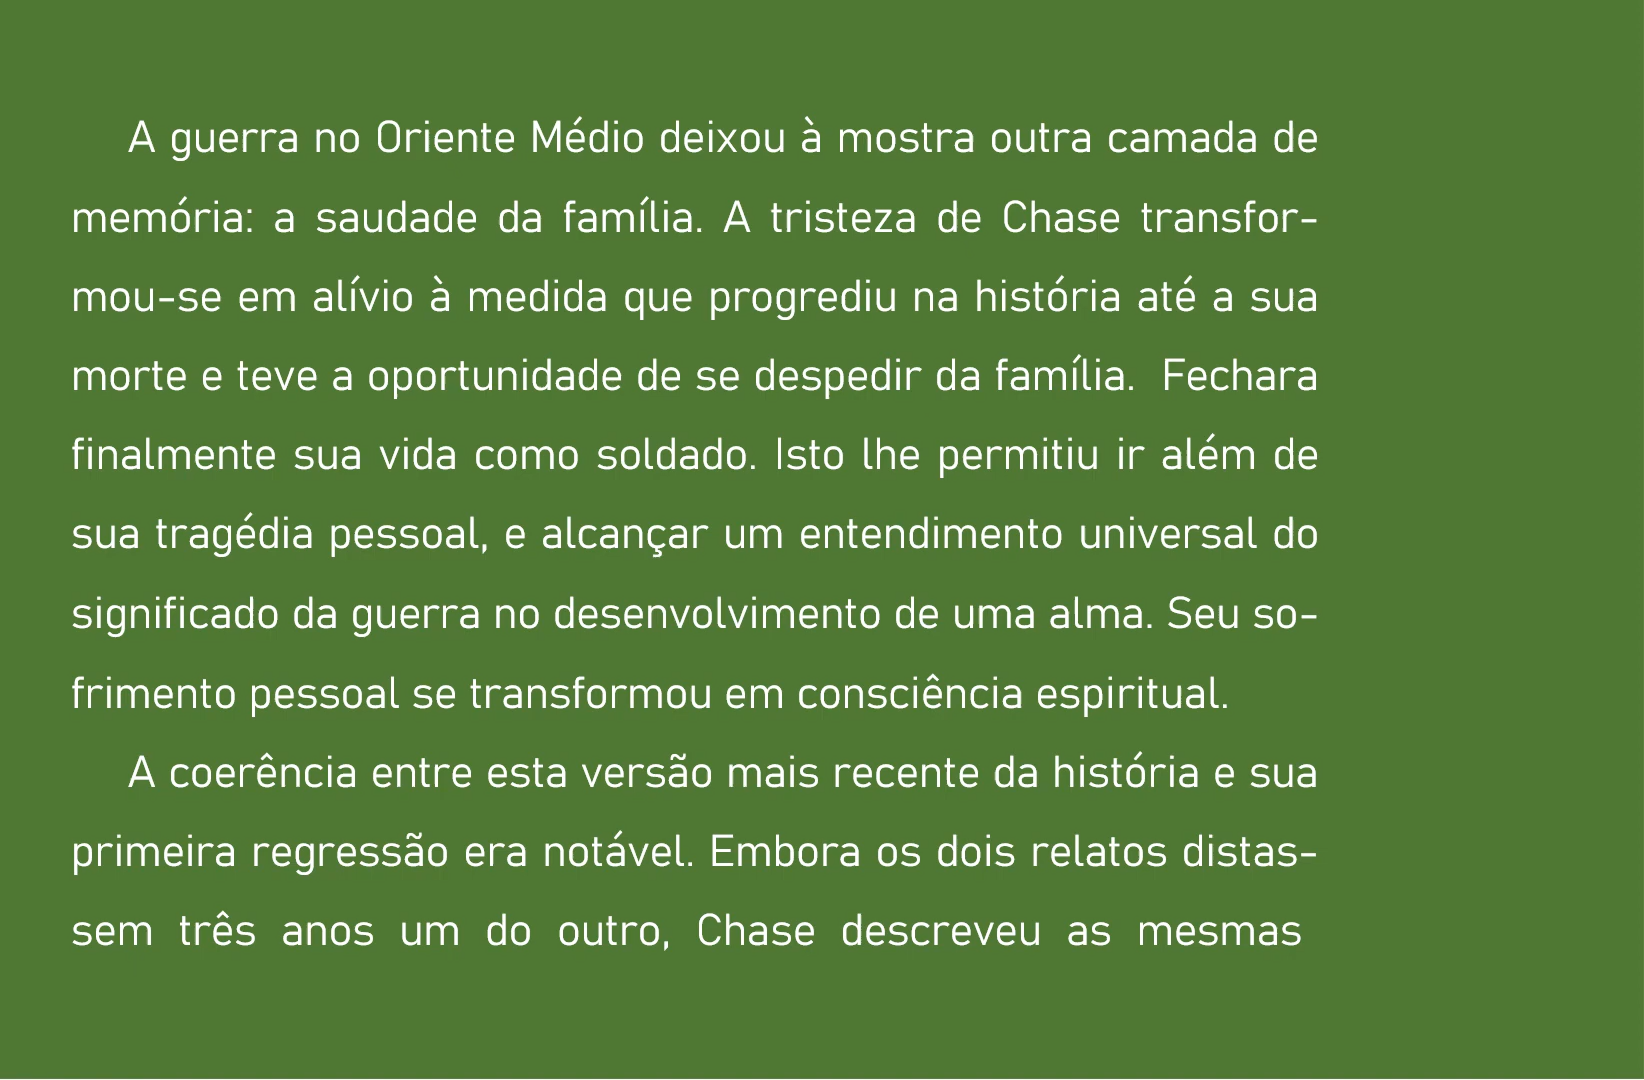 A guerra no Oriente Médio deixou à mostra outra camada de
memória: a saudade da família. A tristeza de Chase transfor-
mou-se em alívio à medida que progrediu na história até a sua
morte e teve a oportunidade de se despedir da família.  Fechara
finalmente sua vida como soldado. Isto lhe permitiu ir além de
sua tragédia pessoal, e alcançar um entendimento universal do
significado da guerra no desenvolvimento de uma alma. Seu so-
frimento pessoal se transformou em consciência espiritual.
A coerência entre esta versão mais recente da história e sua
primeira regressão era notável. Embora os dois relatos distas-
sem três anos um do outro, Chase descreveu as mesmas